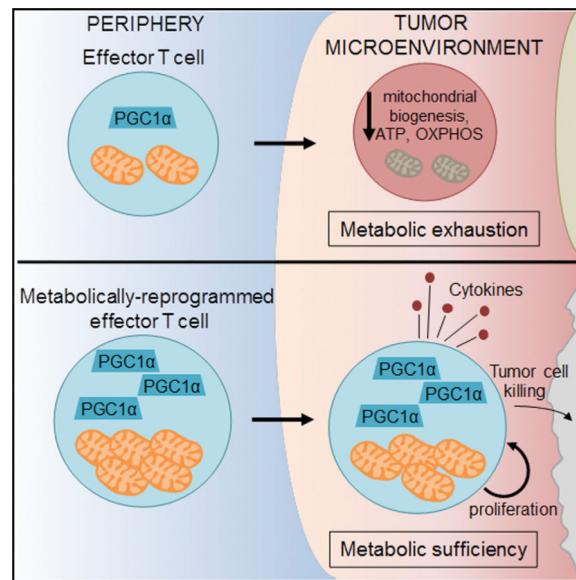 PERIPHERY
Effector T cell
PGC1α
TUMOR
MICROENVIRONMENT
mitochondrial
biogenesis,
ATP, OXPHOS
Metabolic exhaustion
Metabolically-reprogrammed
effector T cell
PGC1α
PGC1α
PGC1α
Cytokines
PGC1α
PGC1α
PGC1α
Tumor cell
killing
proliferation
Metabolic sufficiency